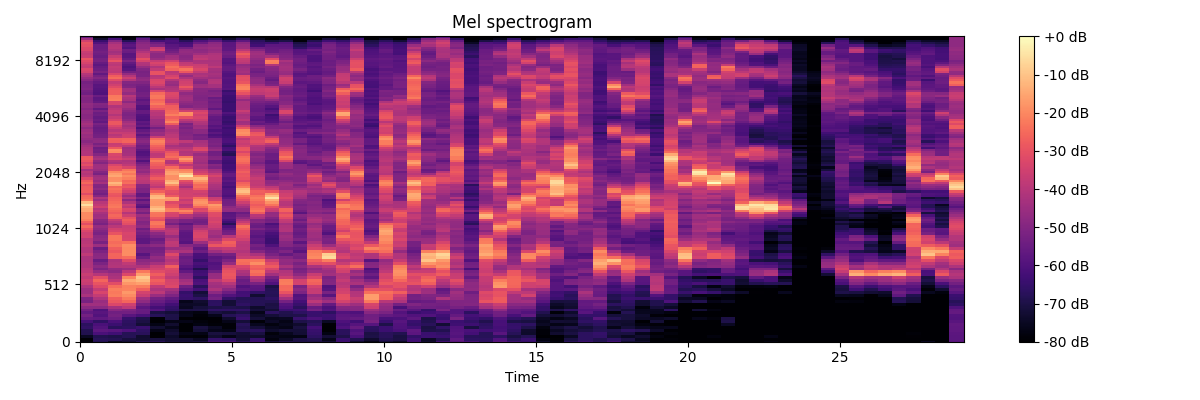 Mel spectrogram
8192
4096
2048
1024
512
0
Hz
0 5 10 15 20 25
Time
+0 dB
-10 dB
-20 dB
-30 dB
-40 dB
-50 dB
-60 dB
-70 dB
-80 dB